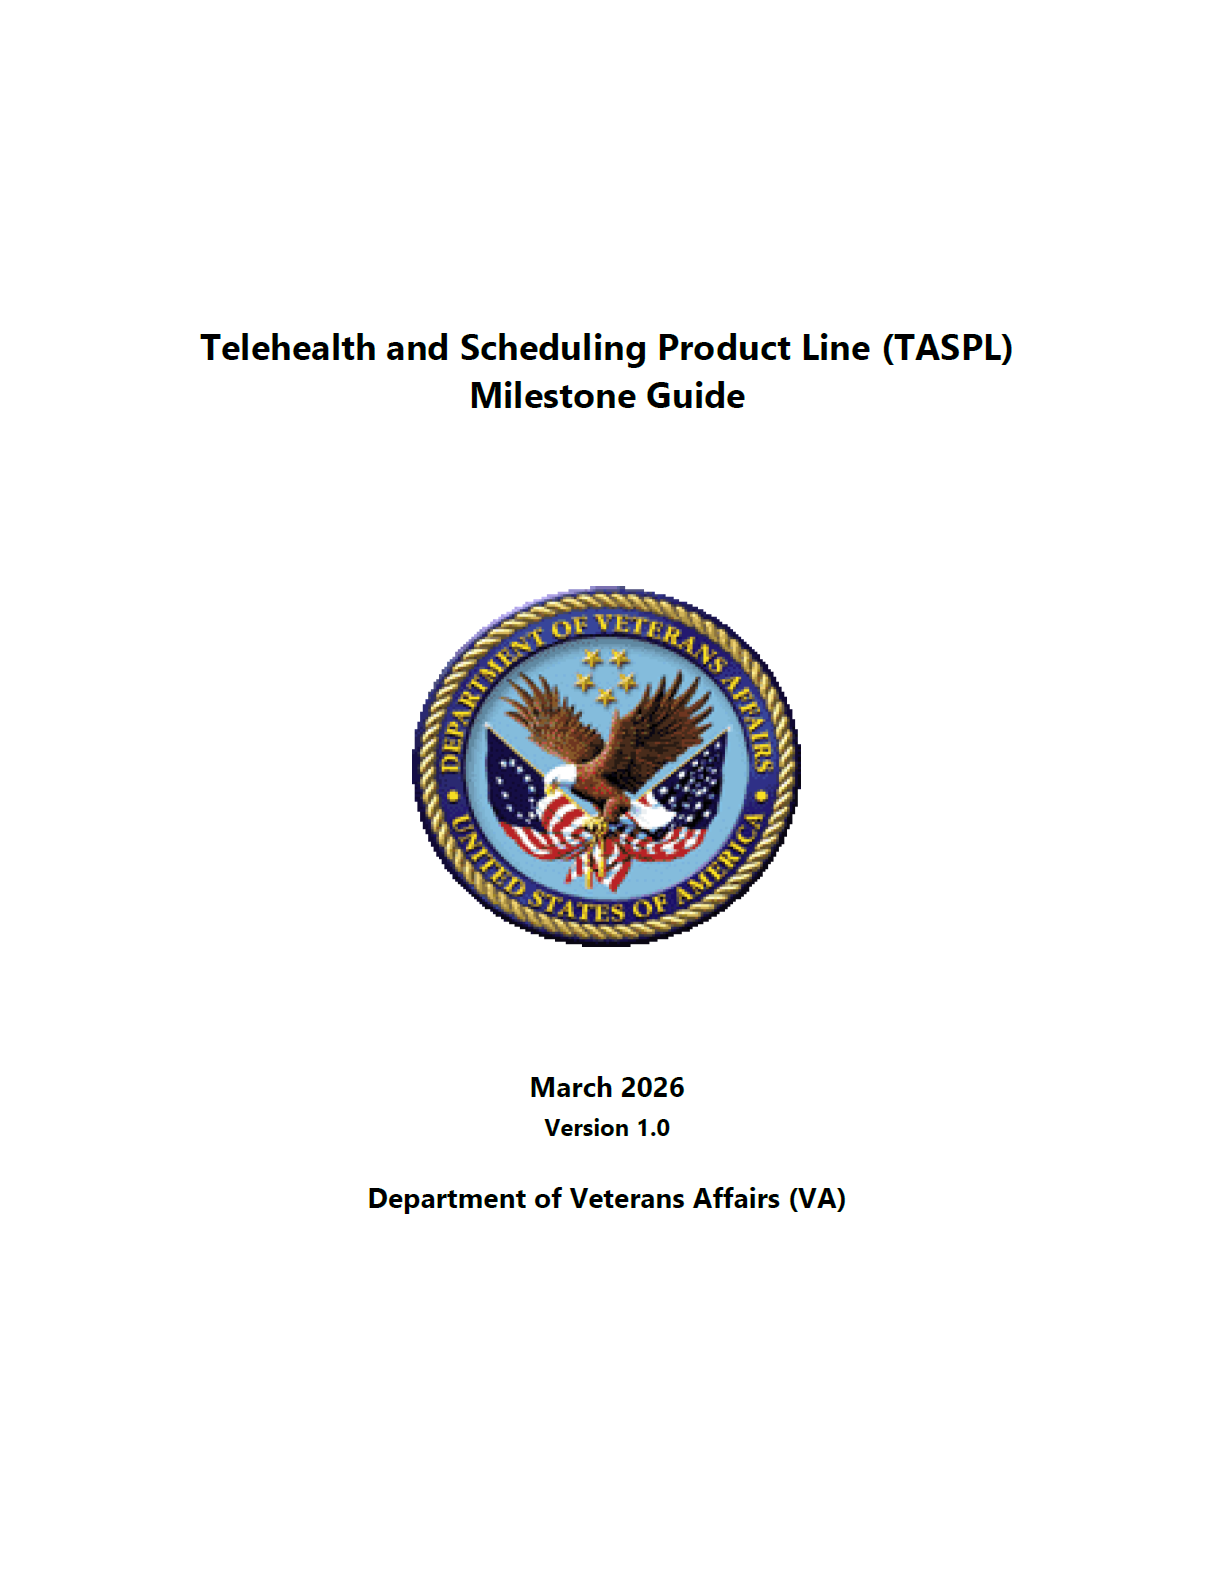 Telehealth and Scheduling Product Line (TASPL)
Milestone Guide
DEPARTMENT OF VETERANS AFFAIRS
UNITED STATES OF AMERICA
March 2026
Version 1.0
Department of Veterans Affairs (VA)